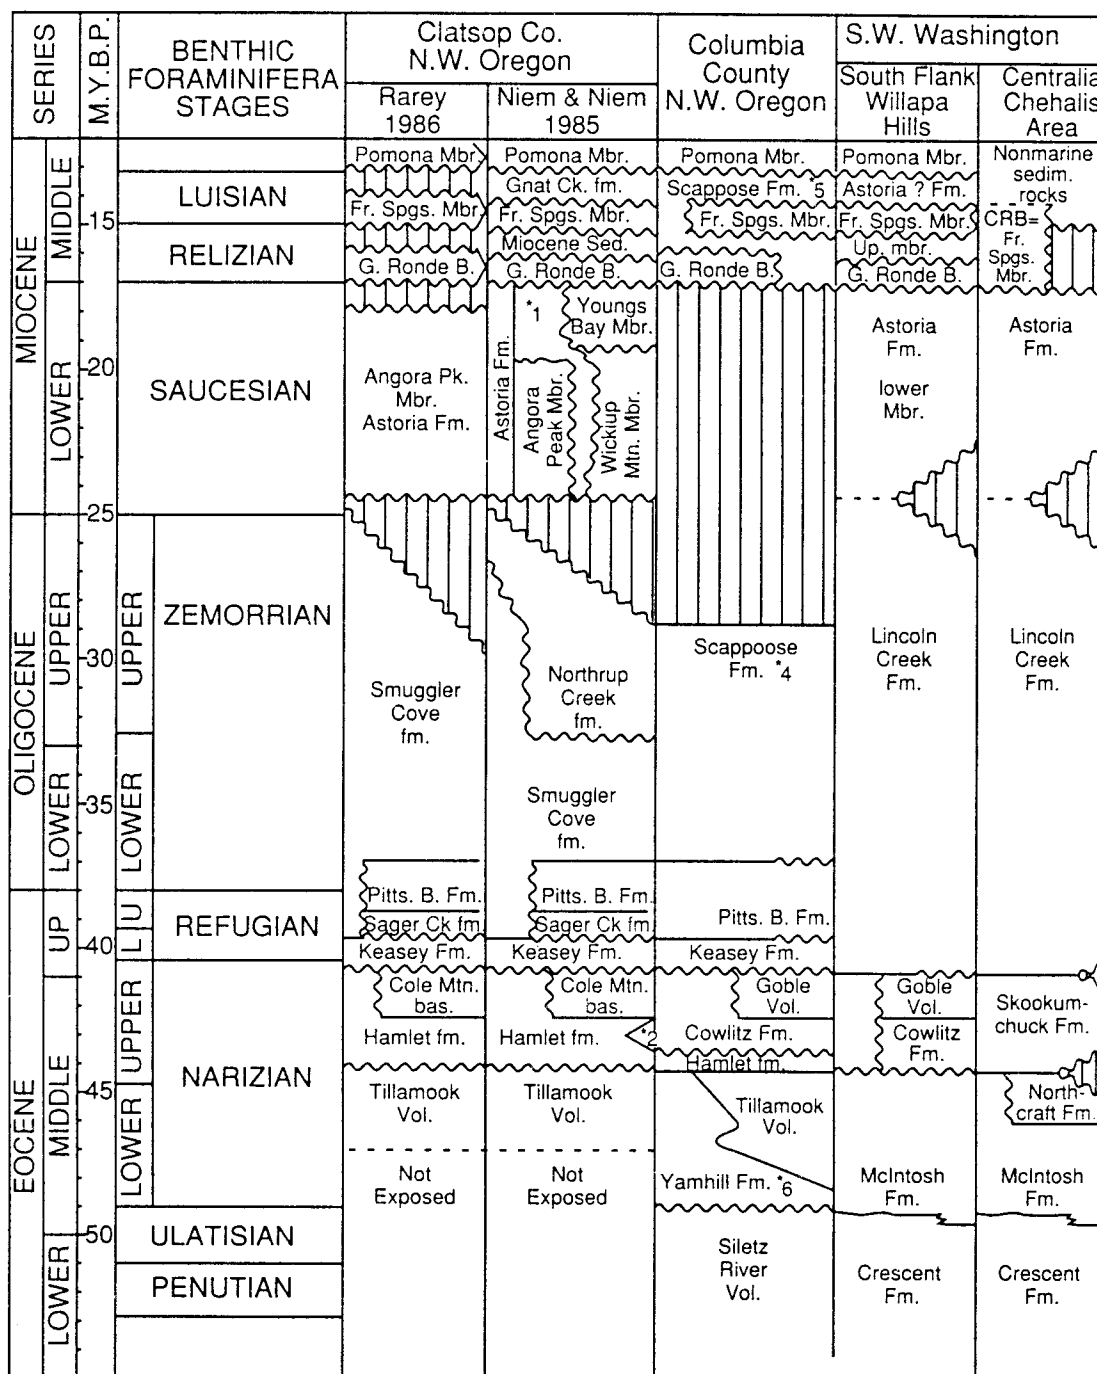 SERIES
M.Y.B.P.
BENTHIC
FORAMINIFERA
STAGES
Clatsop Co.
N.W. Oregon
Rarey
1986
Niem & Niem
1985
Columbia
County
N.W. Oregon
S.W. Washington
South Flank
Willapa
Hills
Centralia
Chehalis
Area
MIOCENE
MIDDLE
LOWER
OLIGOCENE
UPPER
LOWER
EOCENE
UP
MIDDLE
LOWER
15
20
25
30
35
40
45
50
UPPER
LOWER
U
L
UPPER
LOWER
LUISIAN
RELIZIAN
SAUCESIAN
ZEMORRIAN
REFUGIAN
NARIZIAN
ULATISIAN
PENUTIAN
Pomona Mbr.
Fr. Spgs. Mbr.
G. Ronde B.
Angora Pk.
Mbr.
Astoria Fm.
Smuggler
Cove
fm.
Pitts. B. Fm.
Sager Ck fm.
Keasey Fm.
Cole Mtn.
bas.
Hamlet fm.
Tillamook
Vol.
Not
Exposed
Pomona Mbr.
Gnat Ck. fm.
Fr. Spgs. Mbr.
Miocene Sed.
G. Ronde B.
Astoria Fm.
*1
Youngs
Bay Mbr.
Angora
Peak Mbr.
Wickiup
Mtn. Mbr.
Northrup
Creek
fm.
Smuggler
Cove
fm.
Pitts. B. Fm.
Sager Ck fm.
Keasey Fm.
Cole Mtn.
bas.
Hamlet fm.
*2
Tillamook
Vol.
Not
Exposed
Pomona Mbr.
Scappose Fm. *5
Fr. Spgs. Mbr.
G. Ronde B.
Scappoose
Fm. *4
Pitts. B. Fm.
Keasey Fm.
Goble
Vol.
Cowlitz Fm.
Hamlet fm.
Tillamook
Vol.
Yamhill Fm. *6
Siletz
River
Vol.
Pomona Mbr.
Astoria ? Fm.
Fr. Spgs. Mbr.
Up. mbr.
G. Ronde B.
Astoria
Fm.
lower
Mbr.
Lincoln
Creek
Fm.
Goble
Vol.
Cowlitz
Fm.
McIntosh
Fm.
Crescent
Fm.
Nonmarine
sedim.
rocks
CRB=
Fr.
Spgs.
Mbr.
Astoria
Fm.
Lincoln
Creek
Fm.
Skookum-
chuck Fm.
North-
craft Fm.
McIntosh
Fm.
Crescent
Fm.